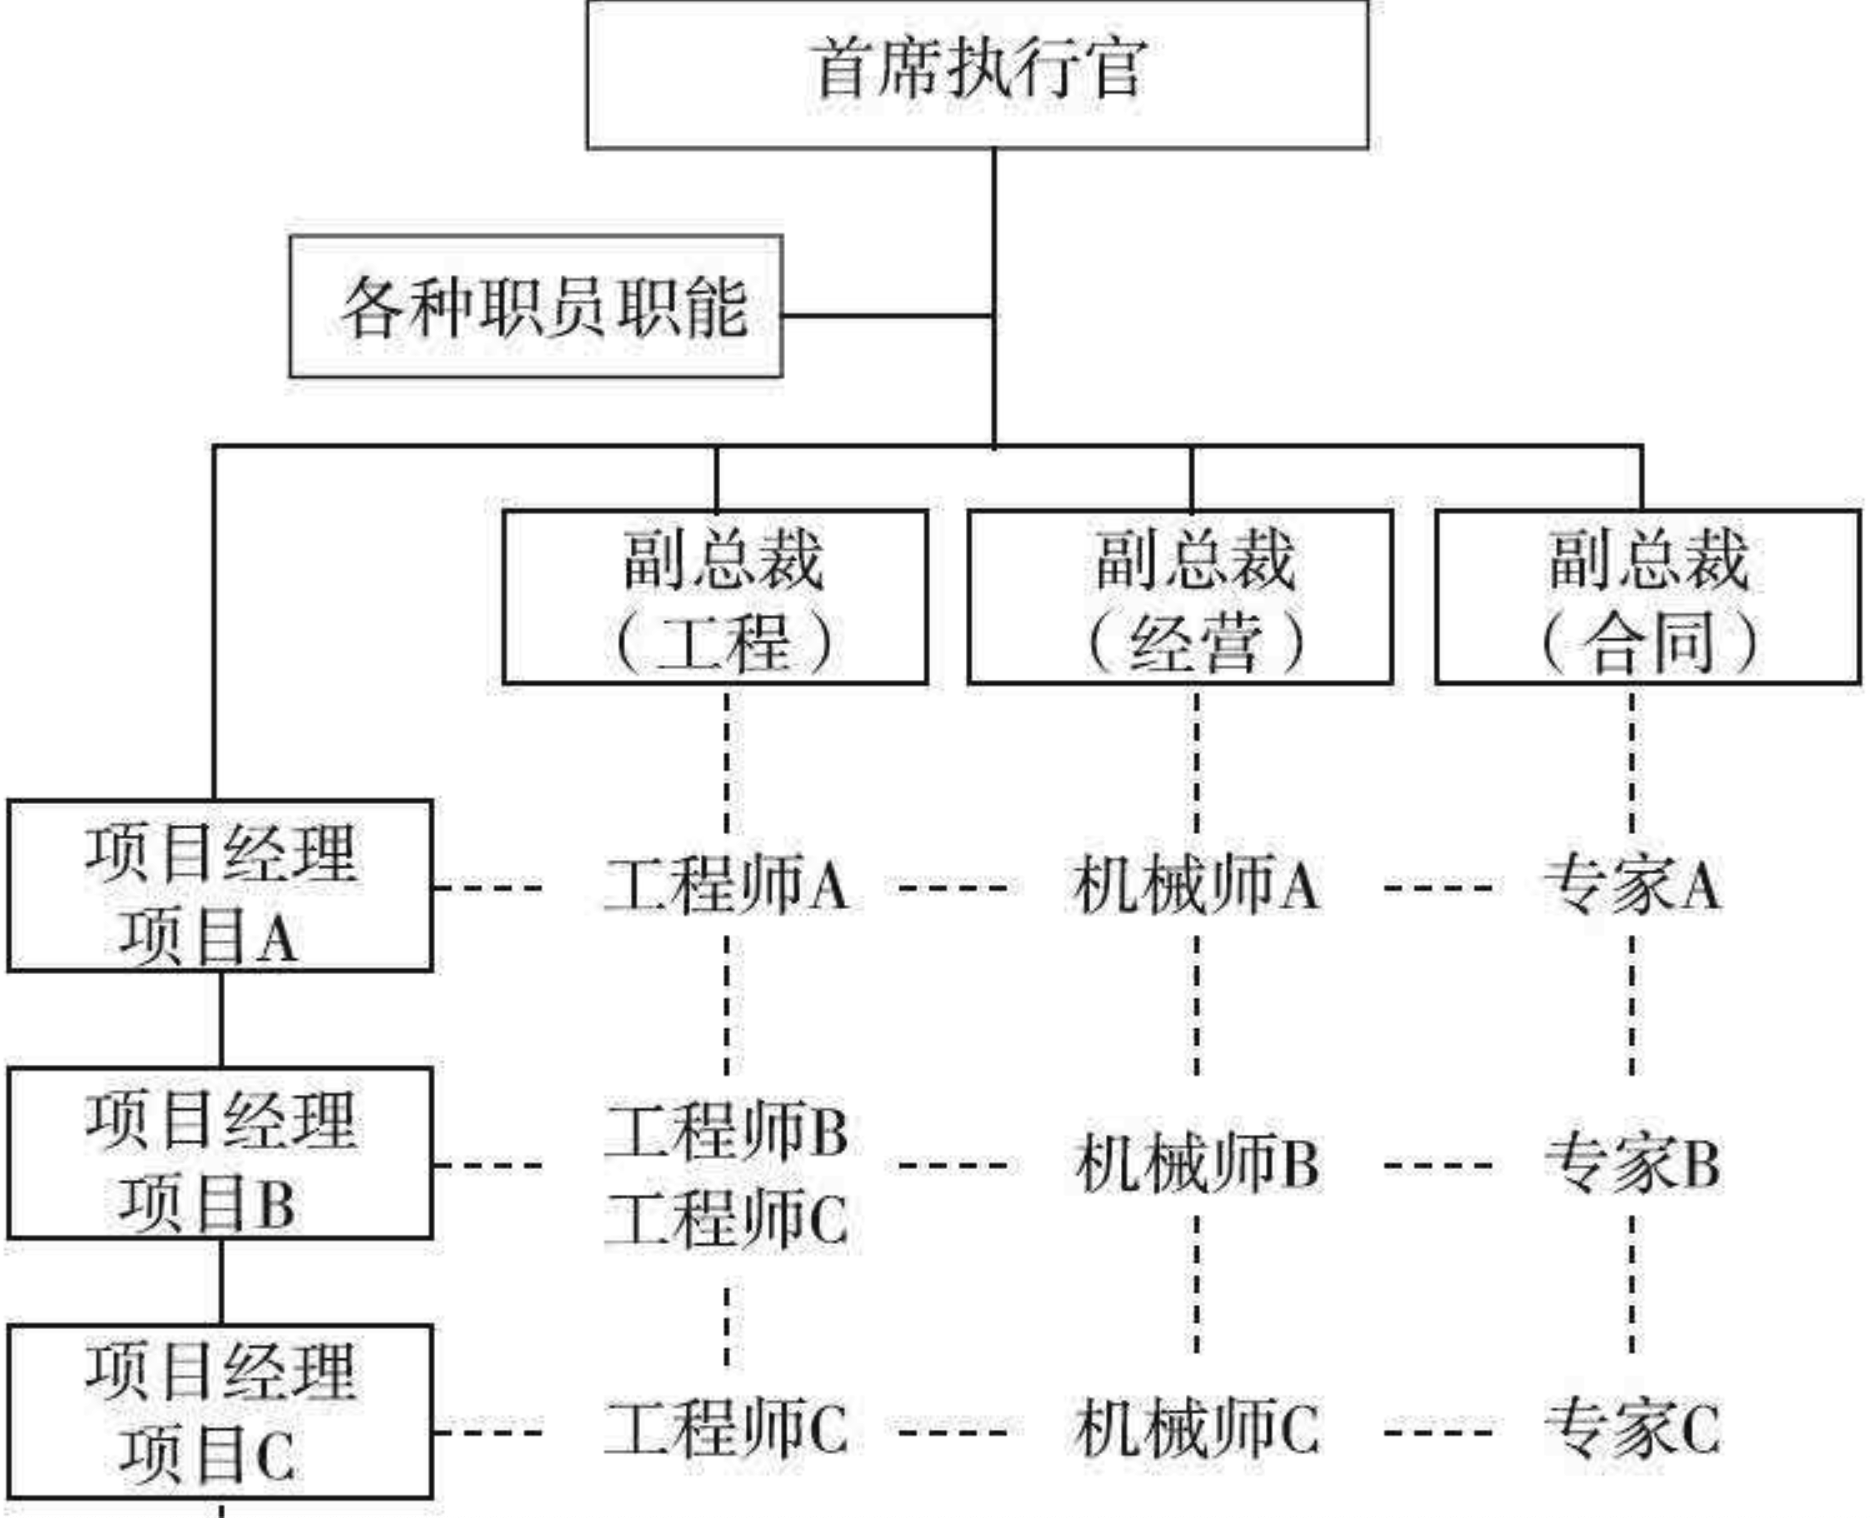 首席执行官
各种职员职能
副总裁
（工程）
副总裁
（经营）
副总裁
（合同）
项目经理
项目A
工程师A
机械师A
专家A
项目经理
项目B
工程师B
工程师C
机械师B
专家B
项目经理
项目C
工程师C
机械师C
专家C